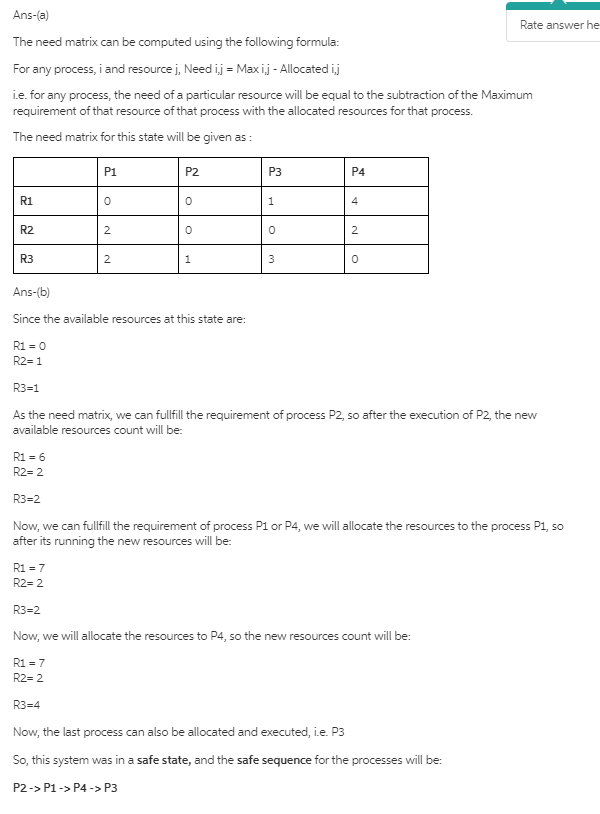 Ans-(a)
Rate answer he
The need matrix can be computed using the following formula:
For any process, i and resource j, Need i,j = Max i,j - Allocated i,j
i.e. for any process, the need of a particular resource will be equal to the subtraction of the Maximum
requirement of that resource of that process with the allocated resources for that process.
The need matrix for this state will be given as :
P1 P2 P3 P4
R1 0 0 1 4
R2 2 0 0 2
R3 2 1 3 0
Ans-(b)
Since the available resources at this state are:
R1 = 0
R2= 1
R3=1
As the need matrix, we can fullfill the requirement of process P2, so after the execution of P2, the new
available resources count will be:
R1 = 6
R2= 2
R3=2
Now, we can fullfill the requirement of process P1 or P4, we will allocate the resources to the process P1, so
after its running the new resources will be:
R1 = 7
R2= 2
R3=2
Now, we will allocate the resources to P4, so the new resources count will be:
R1 = 7
R2= 2
R3=4
Now, the last process can also be allocated and executed, i.e. P3
So, this system was in a safe state, and the safe sequence for the processes will be:
P2 -> P1 -> P4 -> P3